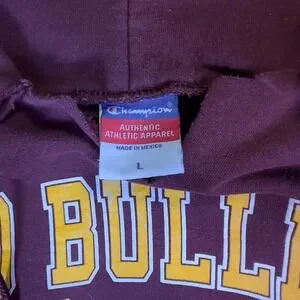 Champion
AUTHENTIC
ATHLETIC APPAREL
MADE IN MEXICO
L
BULL